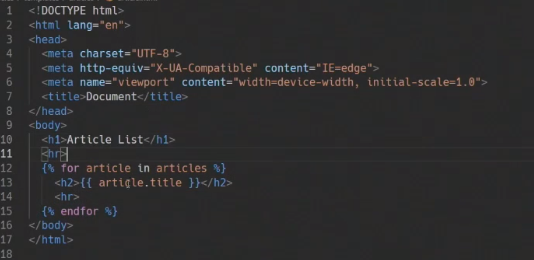 1 <!DOCTYPE html>
2 <html lang="en">
3 <head>
4 <meta charset="UTF-8">
5 <meta http-equiv="X-UA-Compatible" content="IE=edge">
6 <meta name="viewport" content="width=device-width, initial-scale=1.0">
7 <title>Document</title>
8 </head>
9 <body>
10 <h1>Article List</h1>
11 <hr>
12 {% for article in articles %}
13 <h2>{{ article.title }}</h2>
14 <hr>
15 {% endfor %}
16 </body>
17 </html>
18